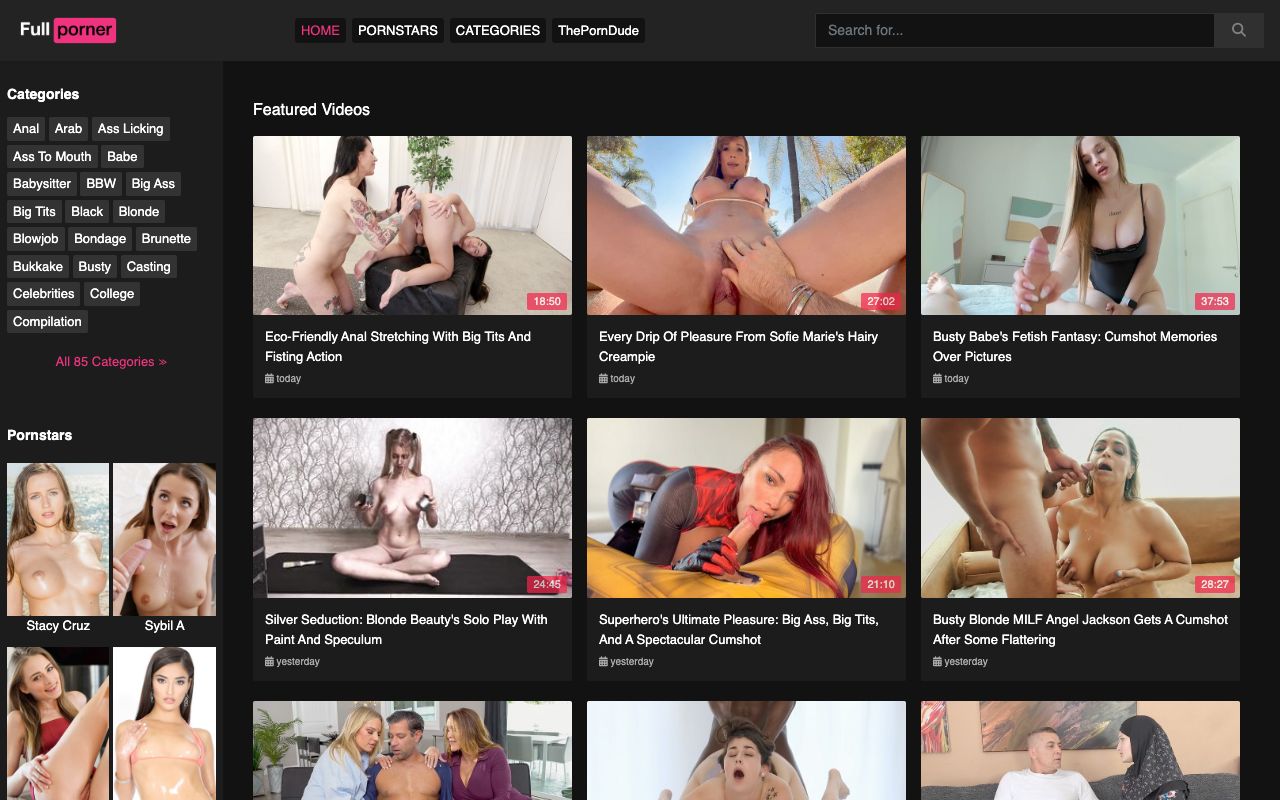 Full porner
HOME
PORNSTARS
CATEGORIES
ThePornDude
Search for...
Categories
Anal
Arab
Ass Licking
Ass To Mouth
Babe
Babysitter
BBW
Big Ass
Big Tits
Black
Blonde
Blowjob
Bondage
Brunette
Bukkake
Busty
Casting
Celebrities
College
Compilation
All 85 Categories »
Pornstars
Stacy Cruz
Sybil A
Featured Videos
18:50
Eco-Friendly Anal Stretching With Big Tits And
Fisting Action
today
27:02
Every Drip Of Pleasure From Sofie Marie's Hairy
Creampie
today
37:53
Busty Babe's Fetish Fantasy: Cumshot Memories
Over Pictures
today
24:45
Silver Seduction: Blonde Beauty's Solo Play With
Paint And Speculum
yesterday
21:10
Superhero's Ultimate Pleasure: Big Ass, Big Tits,
And A Spectacular Cumshot
yesterday
28:27
Busty Blonde MILF Angel Jackson Gets A Cumshot
After Some Flattering
yesterday